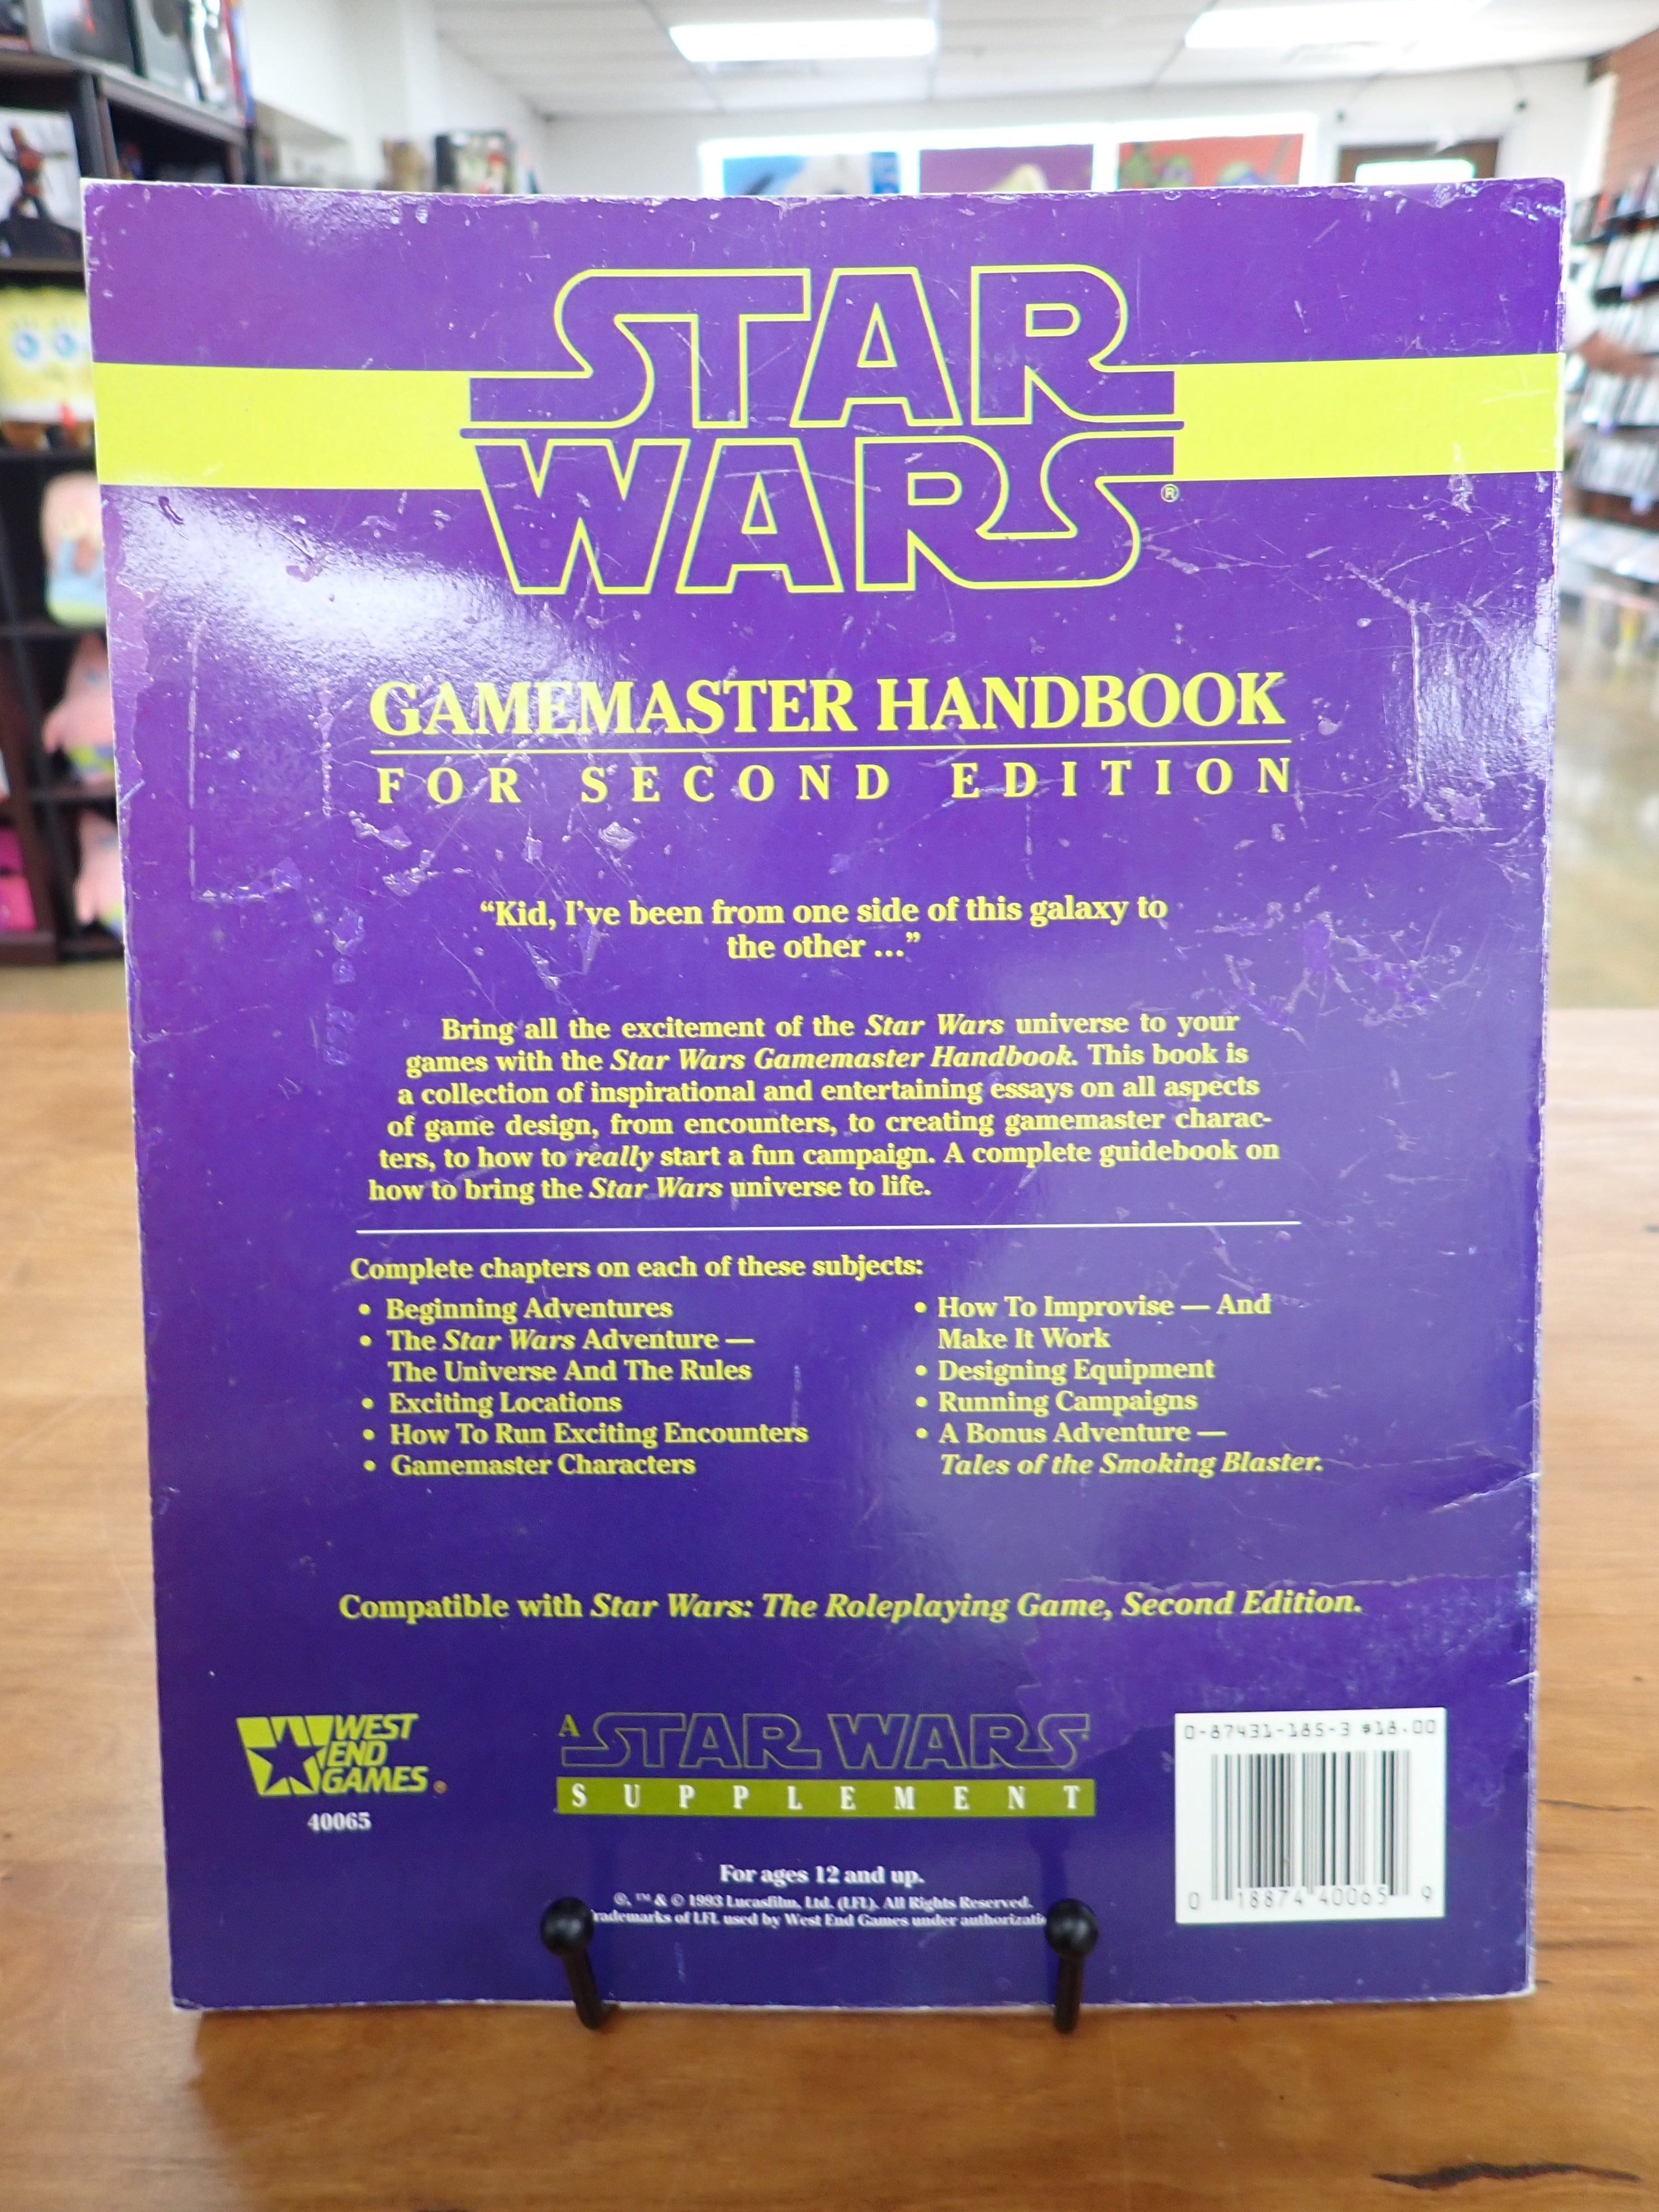 STAR
WARS®
GAMEMASTER HANDBOOK
FOR SECOND EDITION
“Kid, I’ve been from one side of this galaxy to
the other ...”
Bring all the excitement of the Star Wars universe to your
games with the Star Wars Gamemaster Handbook. This book is
a collection of inspirational and entertaining essays on all aspects
of game design, from encounters, to creating gamemaster charac-
ters, to how to really start a fun campaign. A complete guidebook on
how to bring the Star Wars universe to life.
Complete chapters on each of these subjects:
• Beginning Adventures
• The Star Wars Adventure —
The Universe And The Rules
• Exciting Locations
• How To Run Exciting Encounters
• Gamemaster Characters
• How To Improvise — And
Make It Work
• Designing Equipment
• Running Campaigns
• A Bonus Adventure —
Tales of the Smoking Blaster.
Compatible with Star Wars: The Roleplaying Game, Second Edition.
WEST
END
GAMES®
40065
A STAR WARS
SUPPLEMENT
For ages 12 and up.
®, ™ & © 1993 Lucasfilm, Ltd. (LFL). All Rights Reserved.
rademarks of LFL used by West End Games under authorizatio
0-87431-185-3 $18.00
0 18874 40065 9